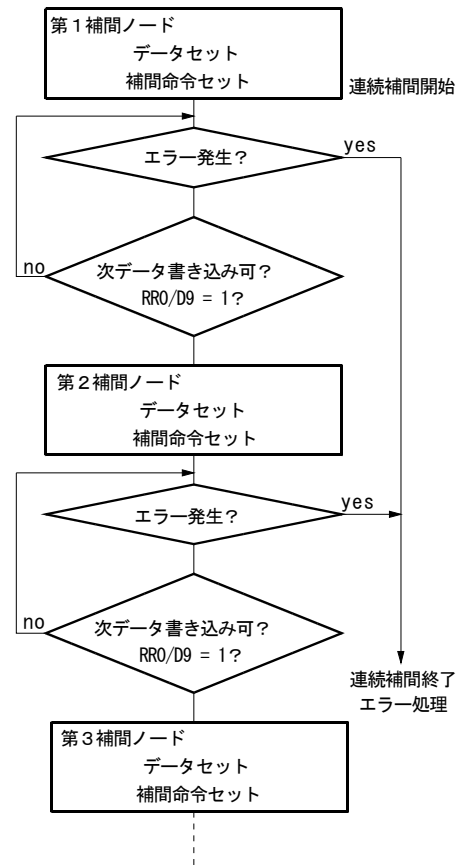 第１補間ノード
データセット
補間命令セット
連続補間開始
エラー発生？
yes
次データ書き込み可？
RR0/D9 = 1？
no
第２補間ノード
データセット
補間命令セット
エラー発生？
yes
次データ書き込み可？
RR0/D9 = 1？
no
連続補間終了
エラー処理
第３補間ノード
データセット
補間命令セット